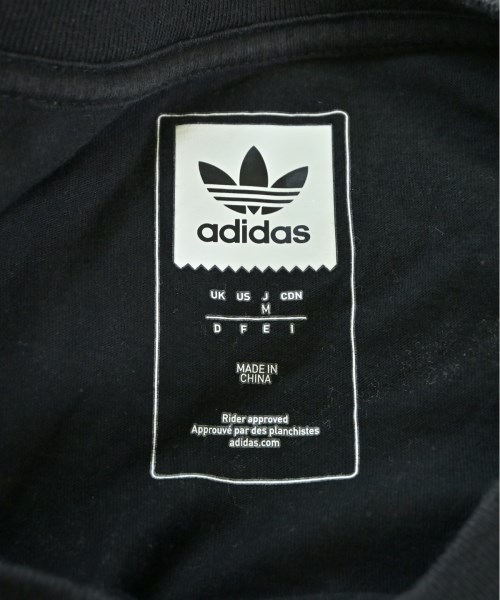 adidas
UK US J CDN
M
D F E I
MADE IN
CHINA
Rider approved
Approuvé par des planchistes
adidas.com